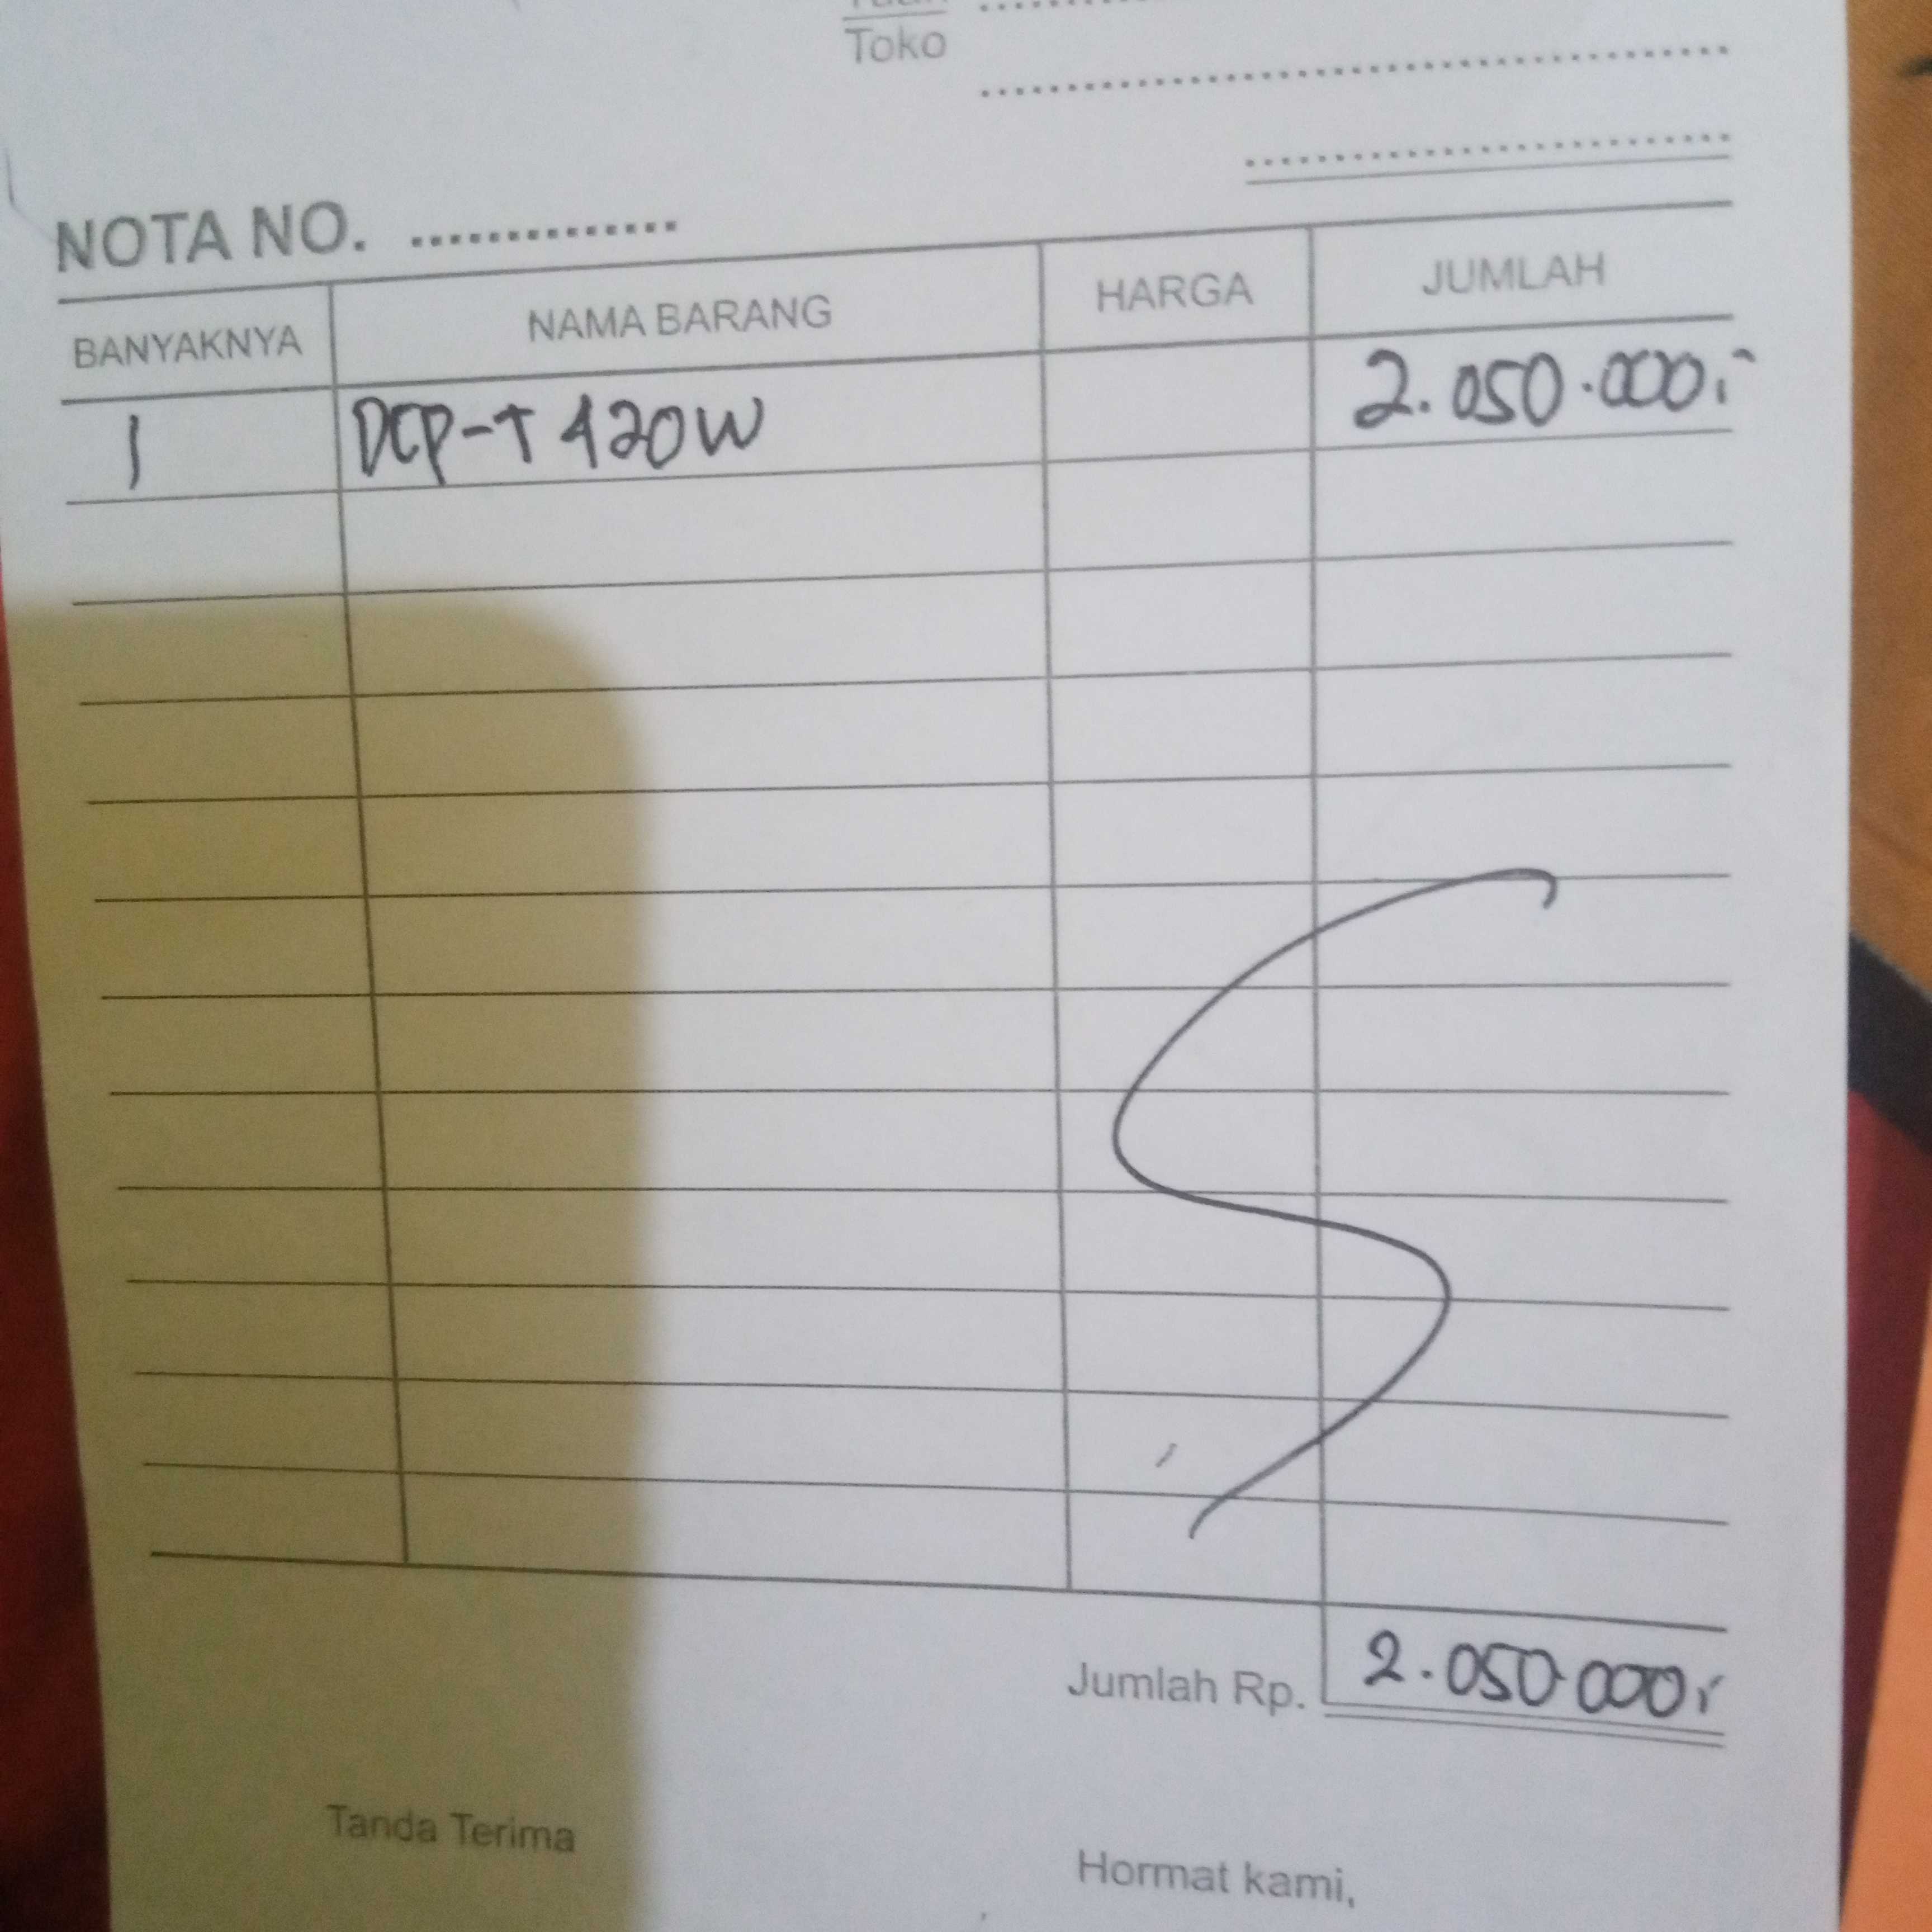 Toko ..........
NOTA NO. ..............
BANYAKNYA NAMA BARANG HARGA JUMLAH
1 DCP-T 420W 2.050.000,-
Jumlah Rp. 2.050.000,-
Tanda Terima
Hormat kami,